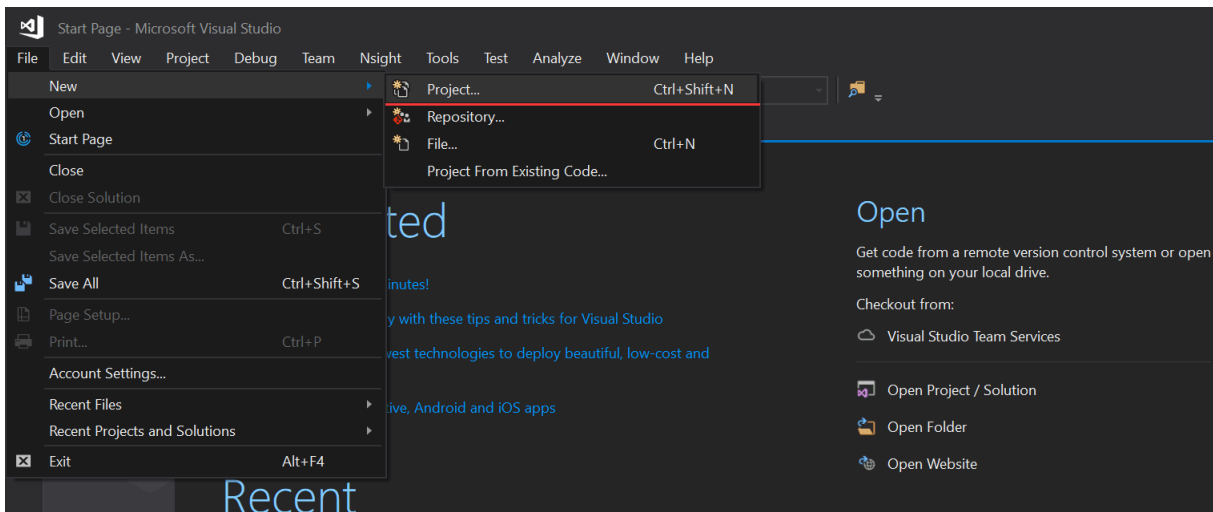 Start Page - Microsoft Visual Studio
File Edit View Project Debug Team Nsight Tools Test Analyze Window Help
New
Project... Ctrl+Shift+N
Open
Repository...
Start Page
File... Ctrl+N
Close
Project From Existing Code...
Close Solution
Save Selected Items Ctrl+S
Save Selected Items As...
Save All Ctrl+Shift+S
Page Setup...
Print... Ctrl+P
Account Settings...
Recent Files
Recent Projects and Solutions
Exit Alt+F4
ted
inutes!
y with these tips and tricks for Visual Studio
west technologies to deploy beautiful, low-cost and
tive, Android and iOS apps
Recent
Open
Get code from a remote version control system or open
something on your local drive.
Checkout from:
Visual Studio Team Services
Open Project / Solution
Open Folder
Open Website